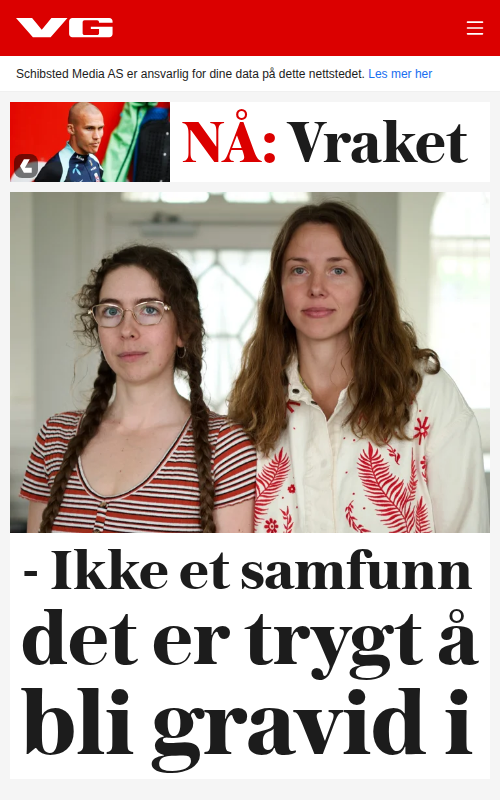 VG
Schibsted Media AS er ansvarlig for dine data på dette nettstedet. Les mer her
NÅ: Vraket
- Ikke et samfunn
det er trygt å
bli gravid i